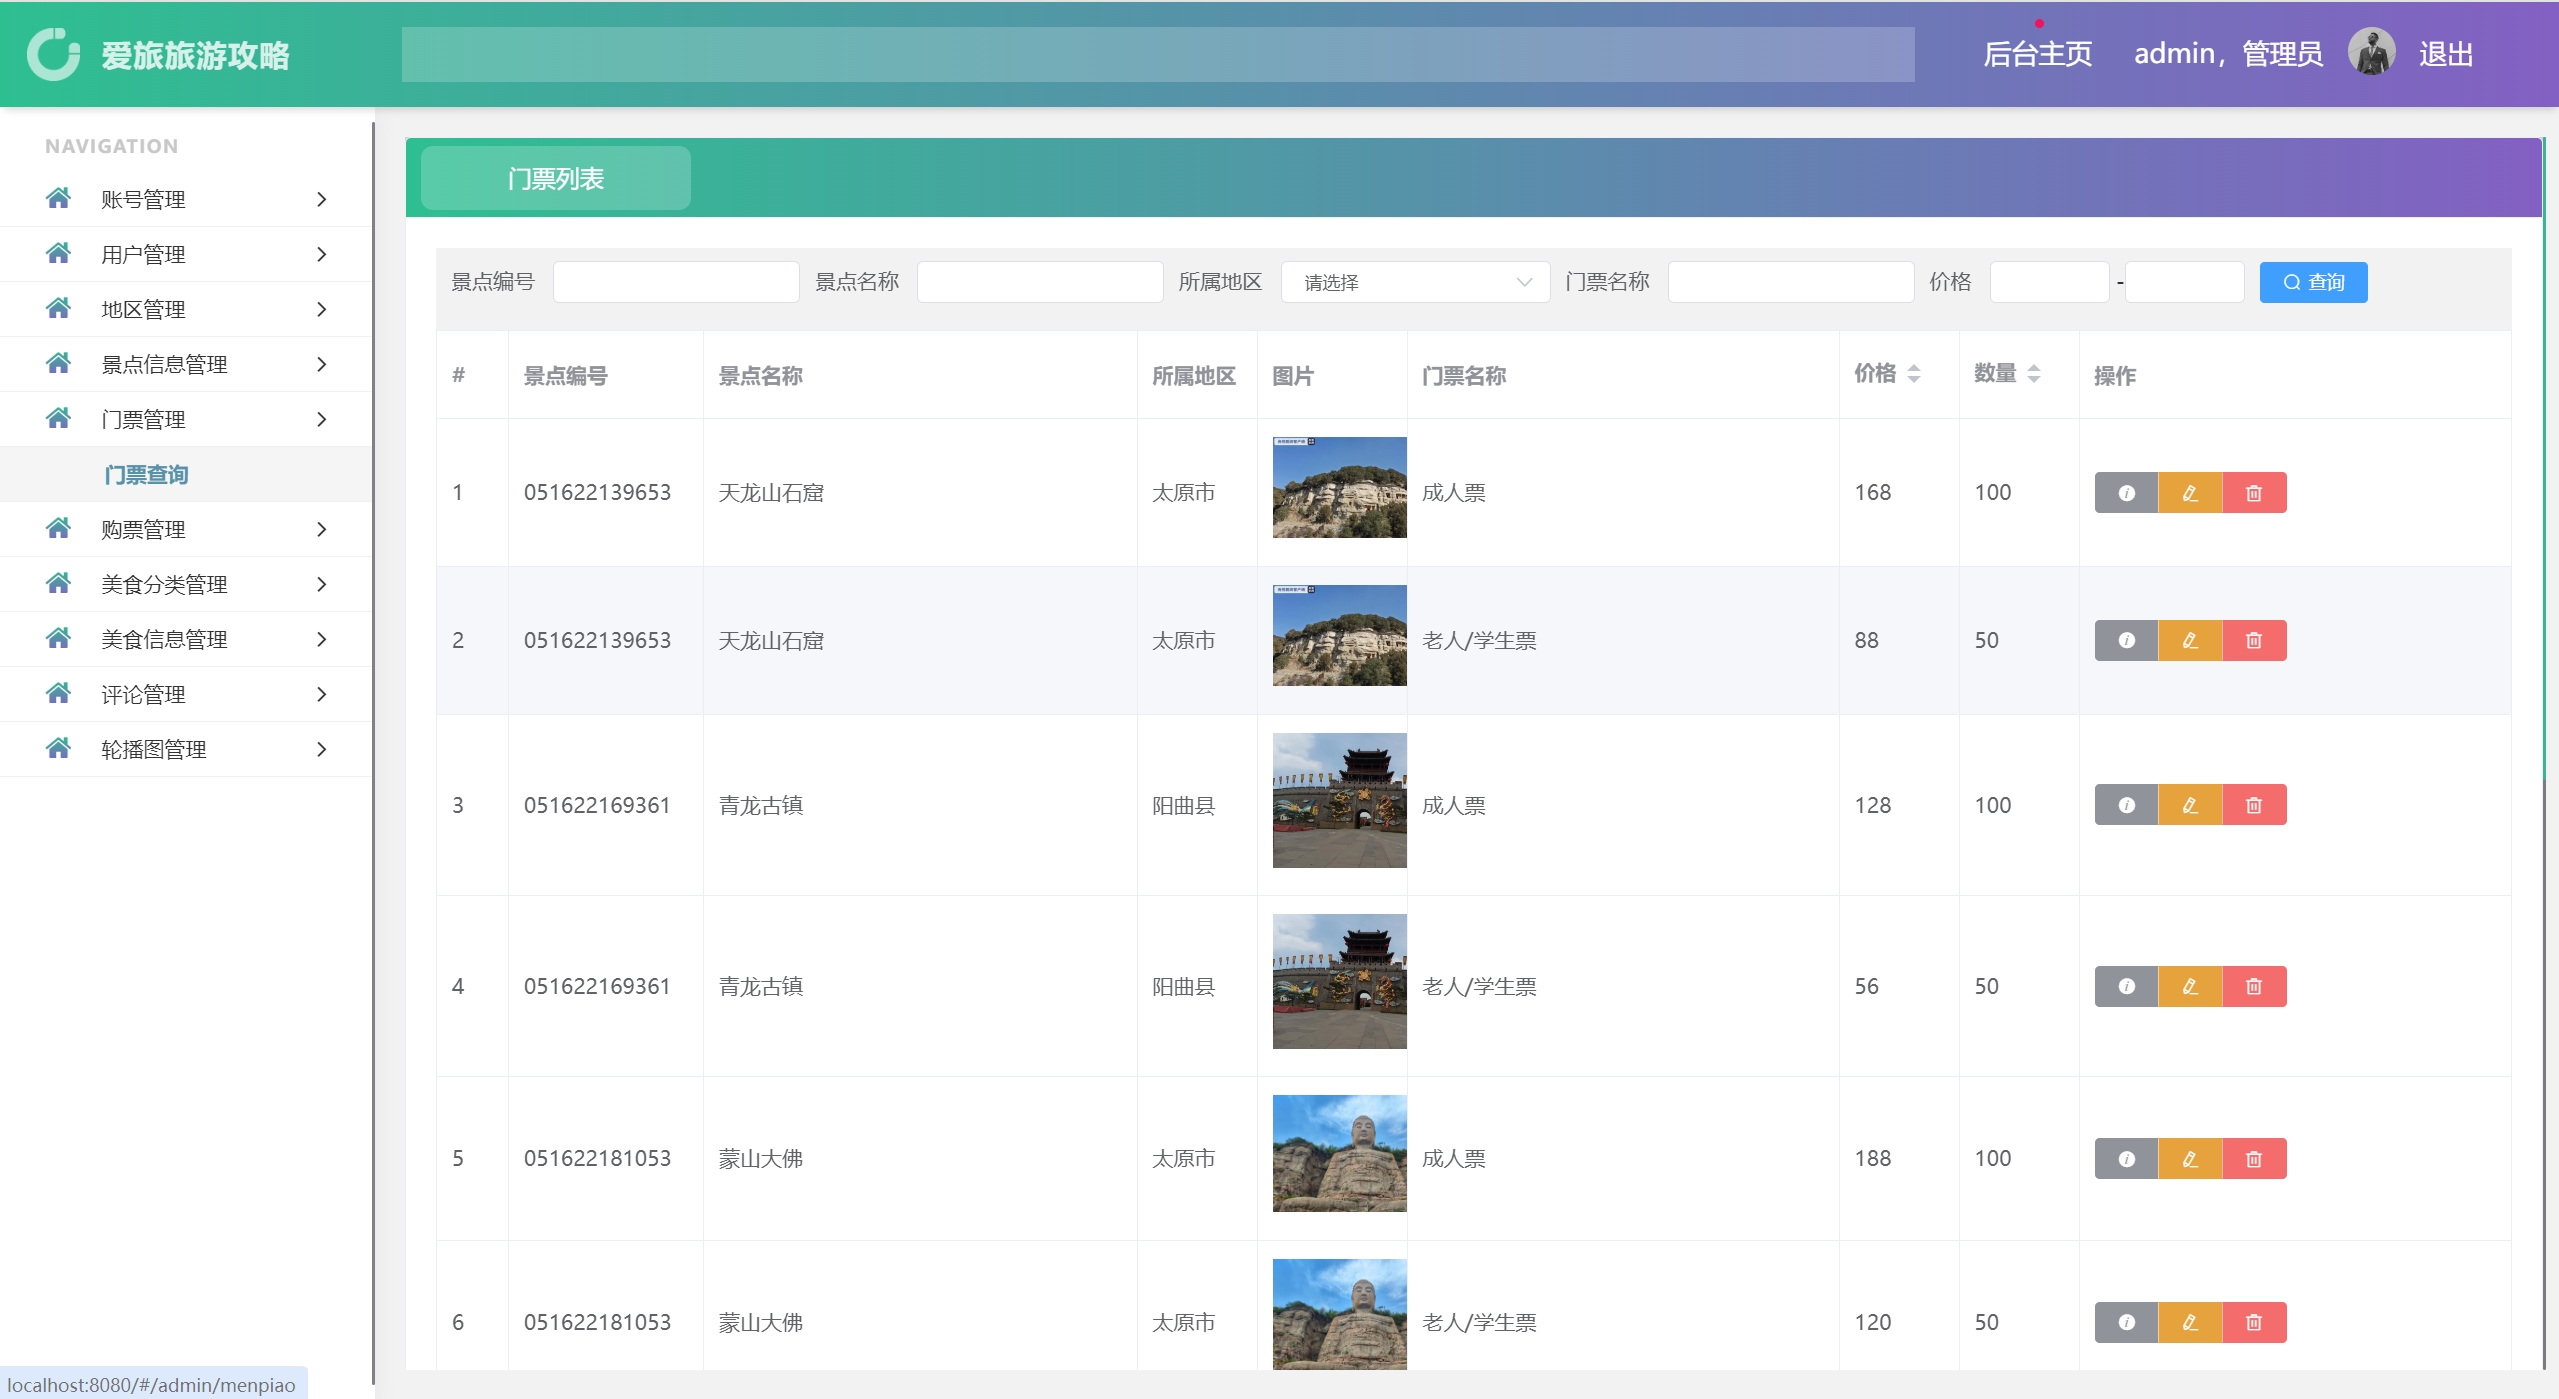 爱旅旅游攻略
后台主页 admin，管理员 退出
NAVIGATION
账号管理
用户管理
地区管理
景点信息管理
门票管理
门票查询
购票管理
美食分类管理
美食信息管理
评论管理
轮播图管理
门票列表
景点编号 景点名称 所属地区 请选择 门票名称 价格 - 查询
# 景点编号 景点名称 所属地区 图片 门票名称 价格 数量 操作
1 051622139653 天龙山石窟 太原市 成人票 168 100
2 051622139653 天龙山石窟 太原市 老人/学生票 88 50
3 051622169361 青龙古镇 阳曲县 成人票 128 100
4 051622169361 青龙古镇 阳曲县 老人/学生票 56 50
5 051622181053 蒙山大佛 太原市 成人票 188 100
6 051622181053 蒙山大佛 太原市 老人/学生票 120 50
localhost:8080/#/admin/menpiao